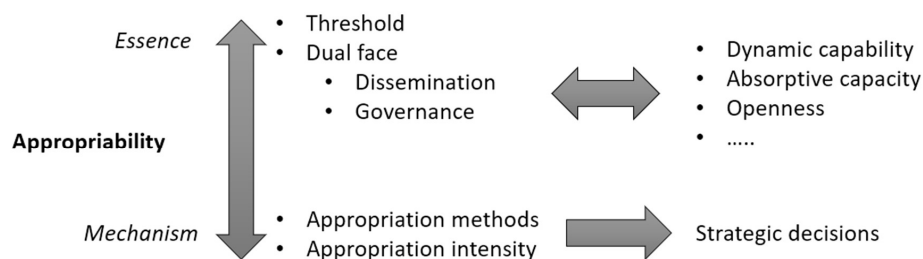 Essence
• Threshold
• Dual face
• Dissemination
• Governance
• Dynamic capability
• Absorptive capacity
• Openness
• .....
Appropriability
Mechanism
• Appropriation methods
• Appropriation intensity
Strategic decisions